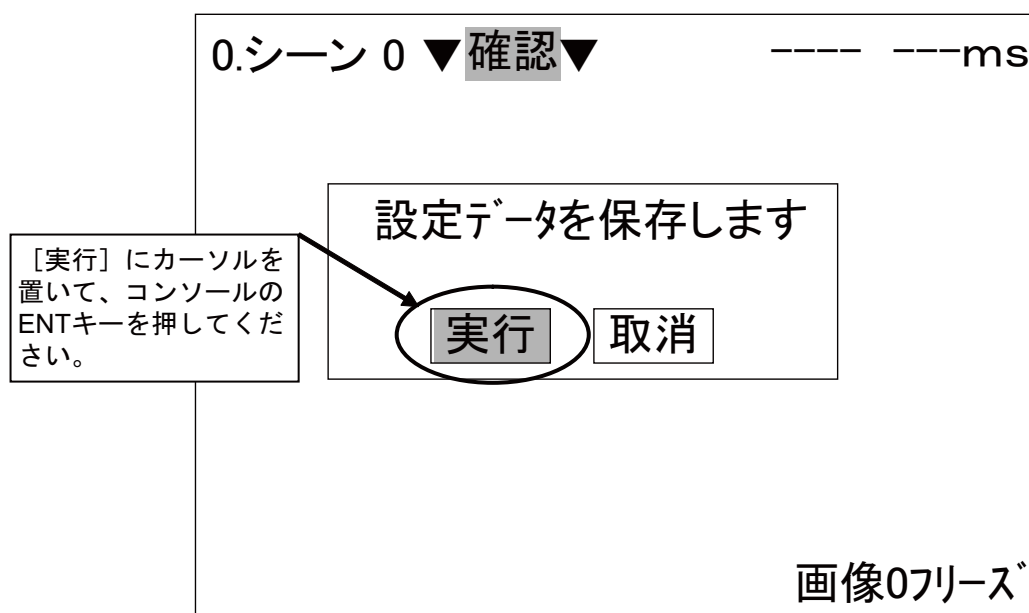 0.シーン 0 ▼確認▼ ---- ---ms
設定ﾃﾞｰﾀを保存します
［実行］にカーソルを
置いて、コンソールの
ENTキーを押してくだ
さい。
実行 取消
画像0ﾌﾘｰｽﾞ